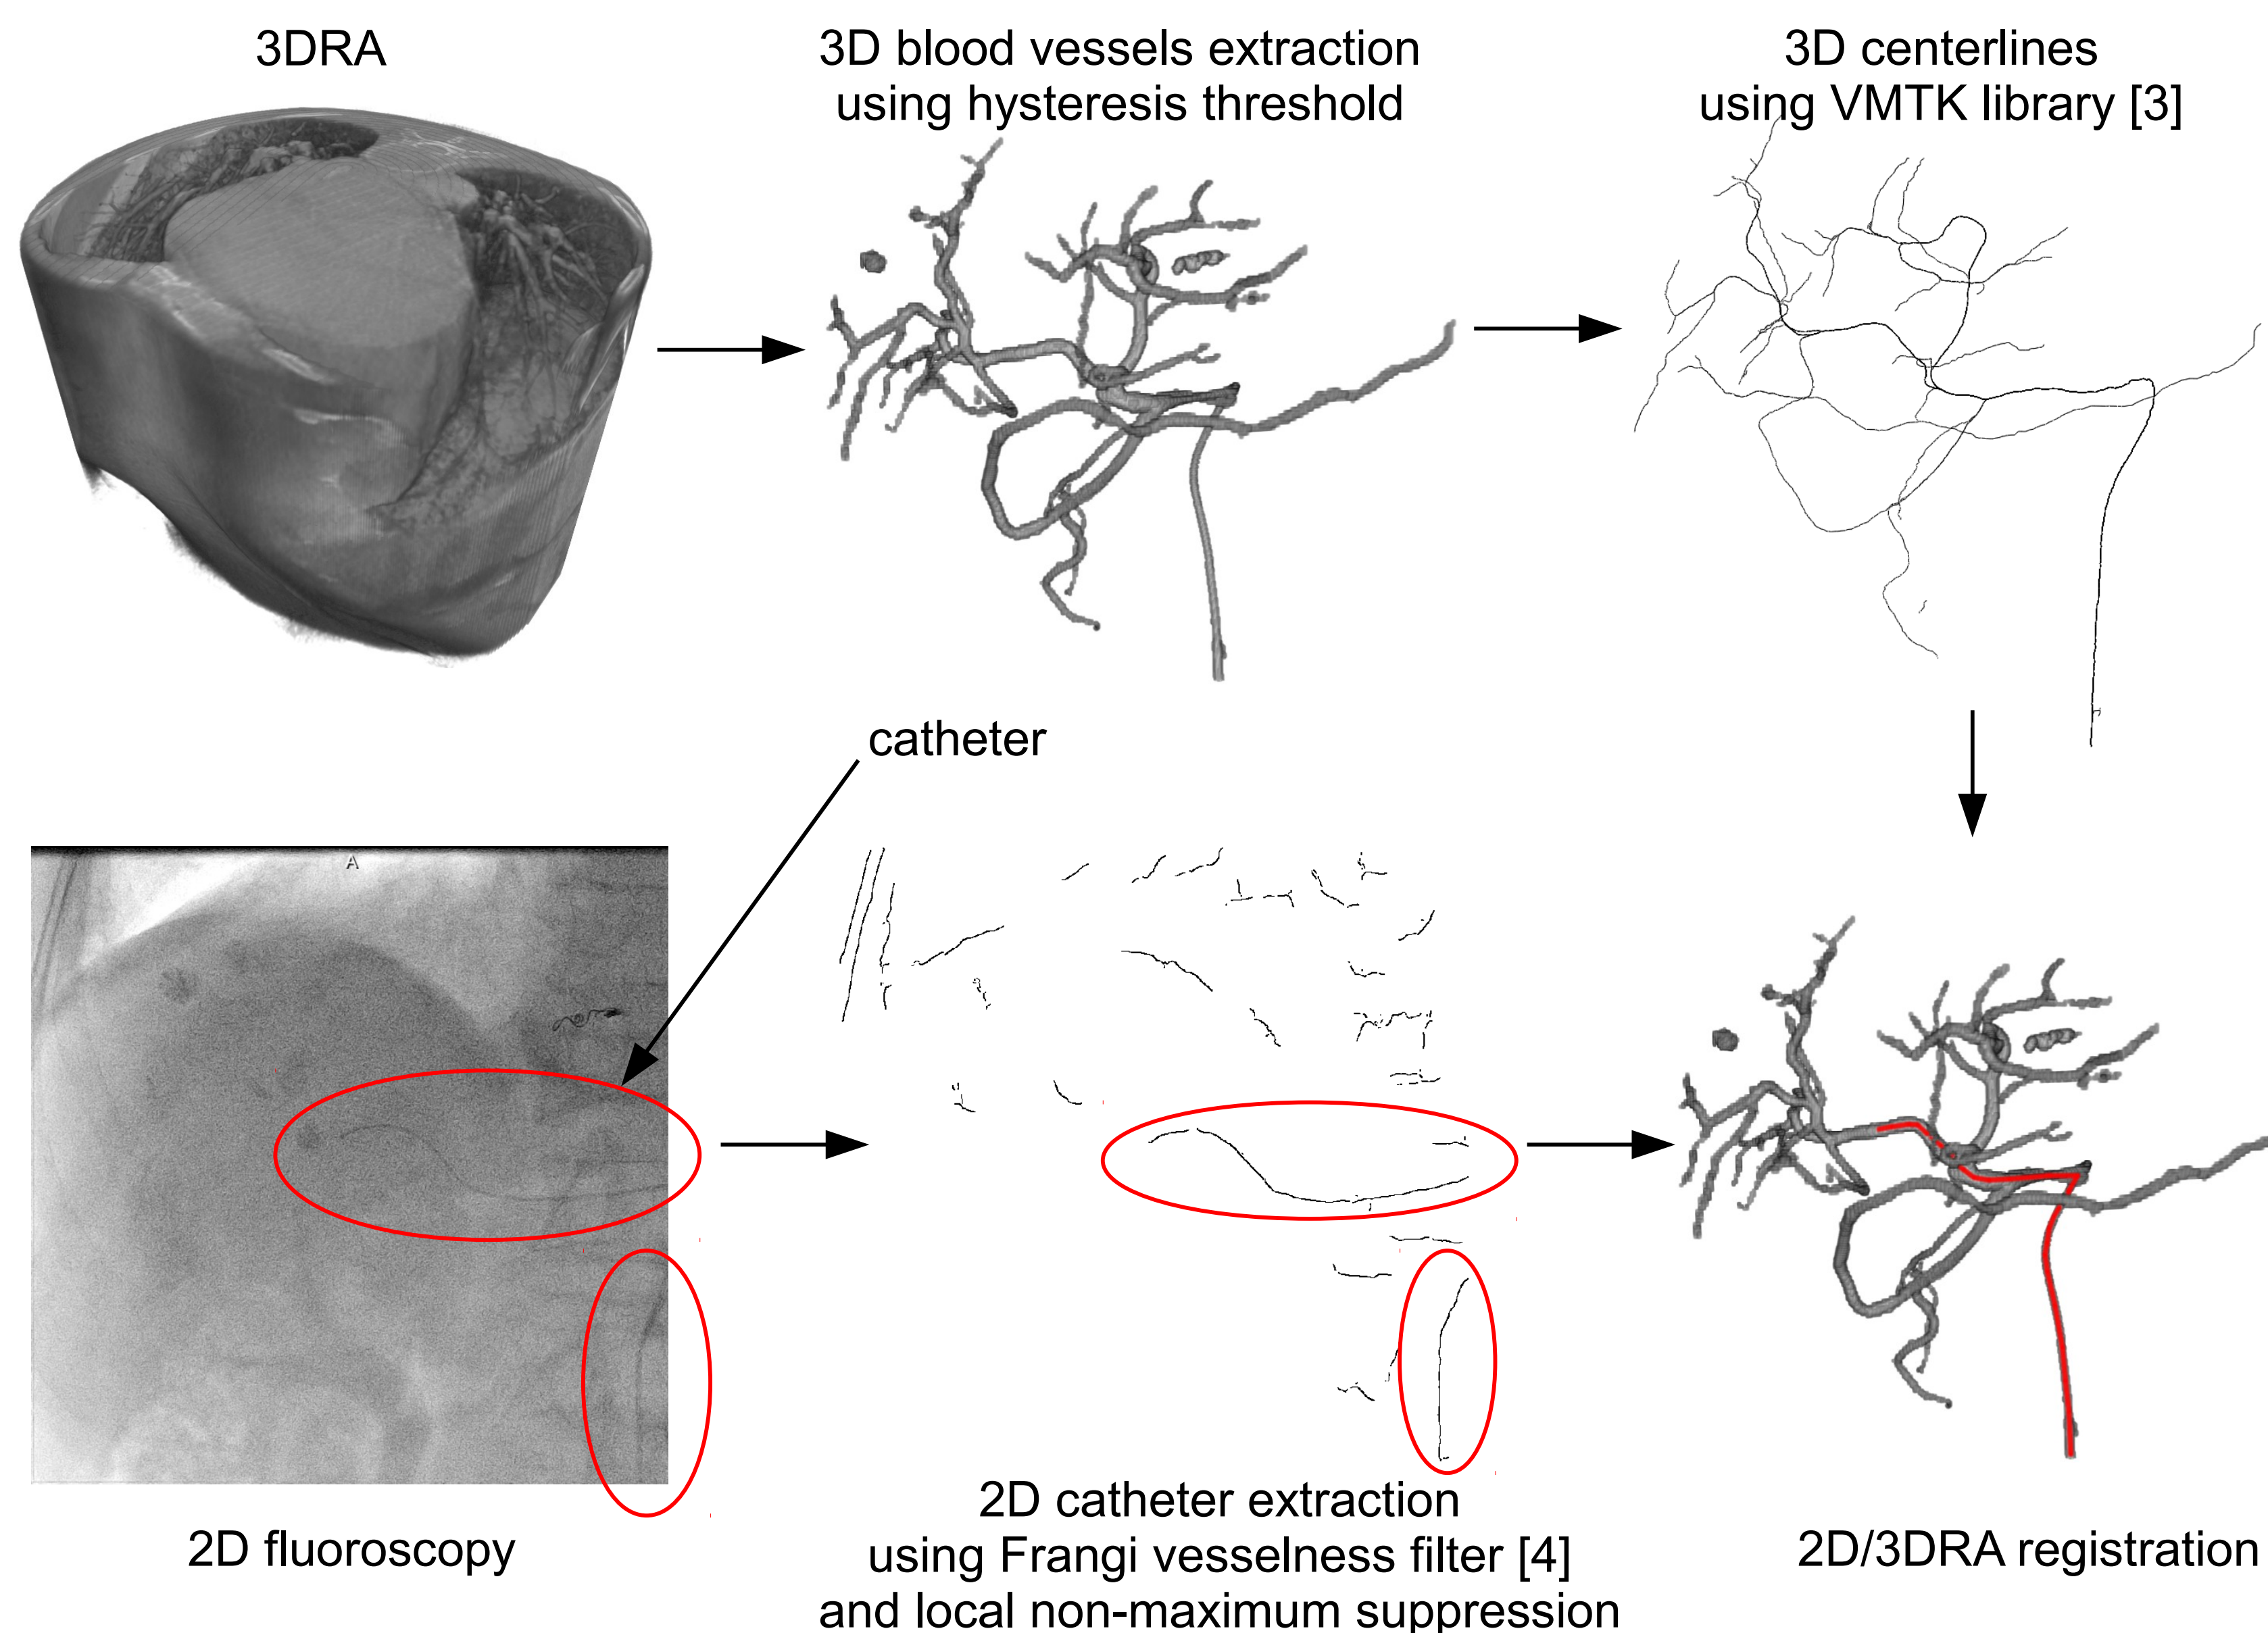 3DRA
3D blood vessels extraction
using hysteresis threshold
3D centerlines
using VMTK library [3]
catheter
A
2D fluoroscopy
2D catheter extraction
using Frangi vesselness filter [4]
and local non-maximum suppression
2D/3DRA registration